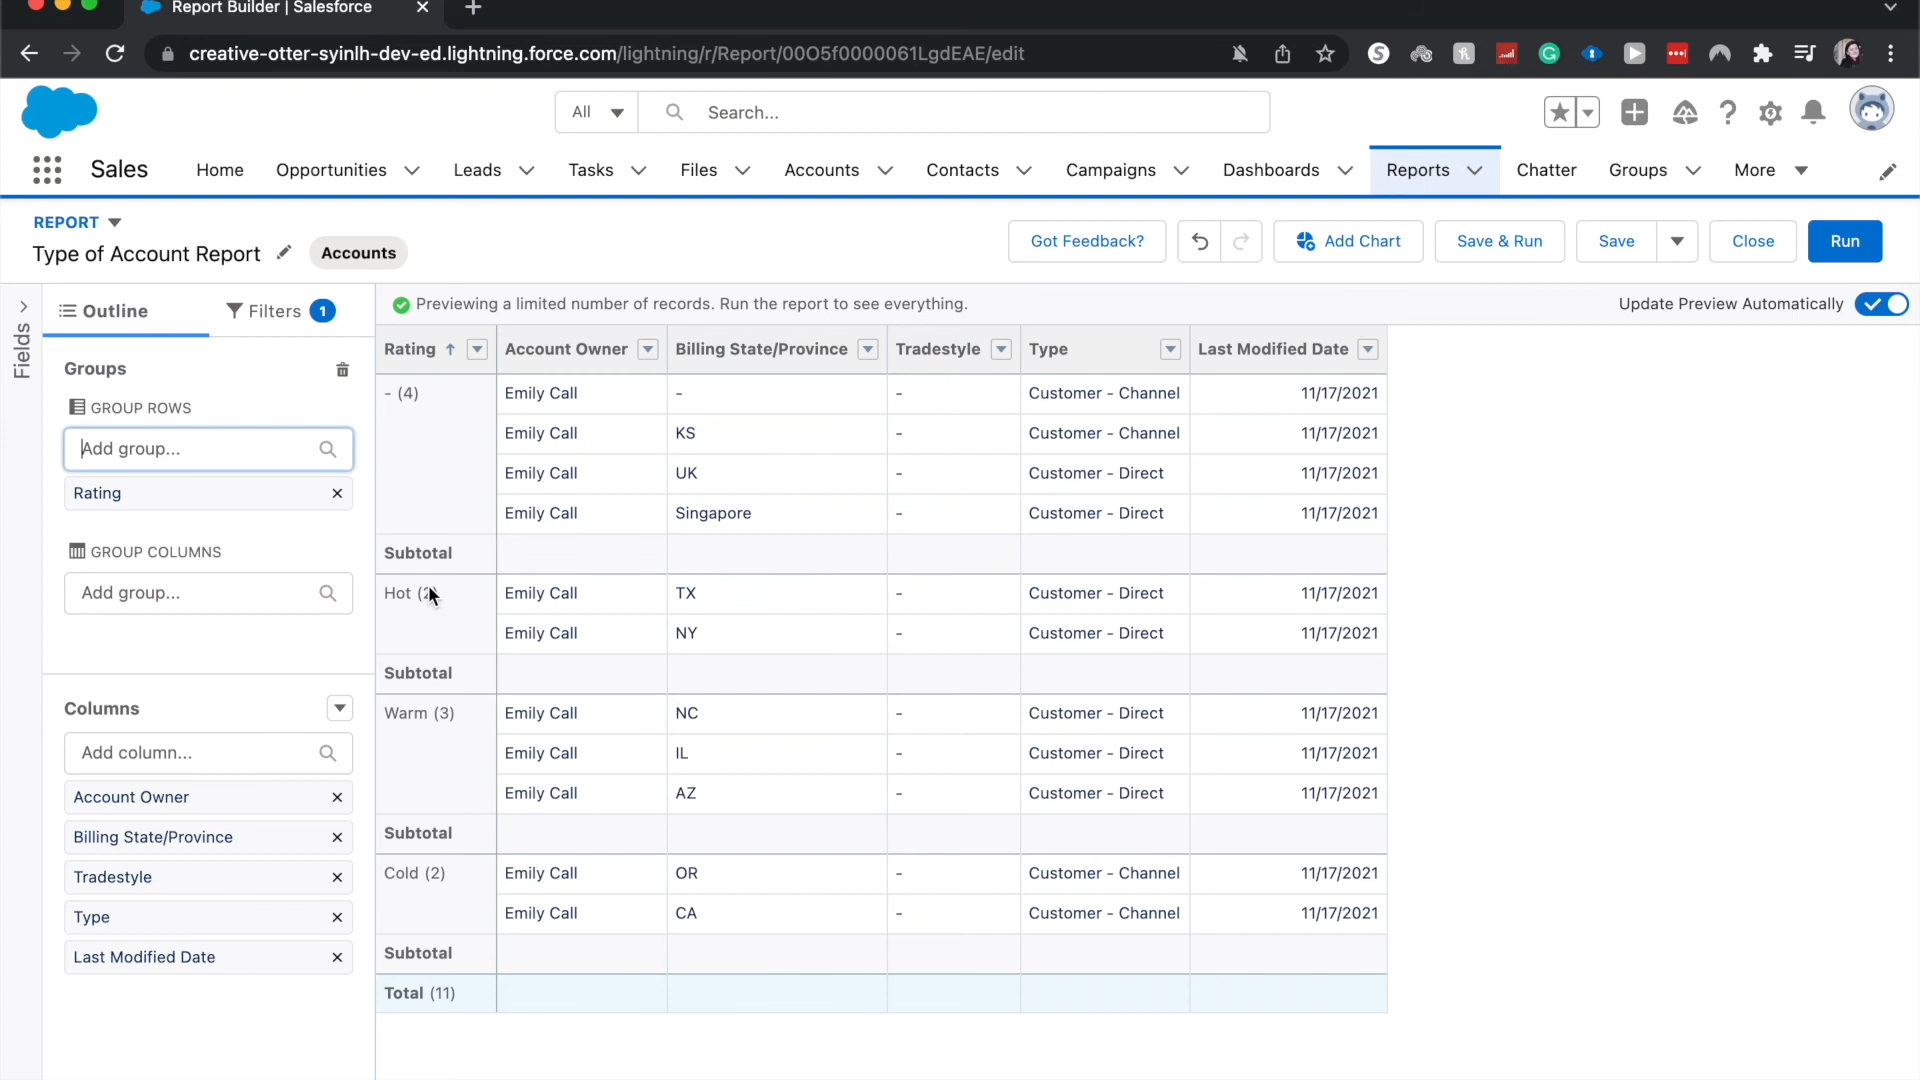 Report Builder | Salesforce
creative-otter-syinlh-dev-ed.lightning.force.com/lightning/r/Report/00O5f0000061LgdEAE/edit
All Search...
Sales Home Opportunities Leads Tasks Files Accounts Contacts Campaigns Dashboards Reports Chatter Groups More
REPORT
Type of Account Report Accounts
Got Feedback? Add Chart Save & Run Save Close Run
Fields
Outline Filters 1
Previewing a limited number of records. Run the report to see everything. Update Preview Automatically
Groups
GROUP ROWS
Add group...
Rating
GROUP COLUMNS
Add group...
Columns
Add column...
Account Owner
Billing State/Province
Tradestyle
Type
Last Modified Date
Rating Account Owner Billing State/Province Tradestyle Type Last Modified Date
- (4) Emily Call - - Customer - Channel 11/17/2021
Emily Call KS - Customer - Channel 11/17/2021
Emily Call UK - Customer - Direct 11/17/2021
Emily Call Singapore - Customer - Direct 11/17/2021
Subtotal
Hot (2) Emily Call TX - Customer - Direct 11/17/2021
Emily Call NY - Customer - Direct 11/17/2021
Subtotal
Warm (3) Emily Call NC - Customer - Direct 11/17/2021
Emily Call IL - Customer - Direct 11/17/2021
Emily Call AZ - Customer - Direct 11/17/2021
Subtotal
Cold (2) Emily Call OR - Customer - Channel 11/17/2021
Emily Call CA - Customer - Channel 11/17/2021
Subtotal
Total (11)